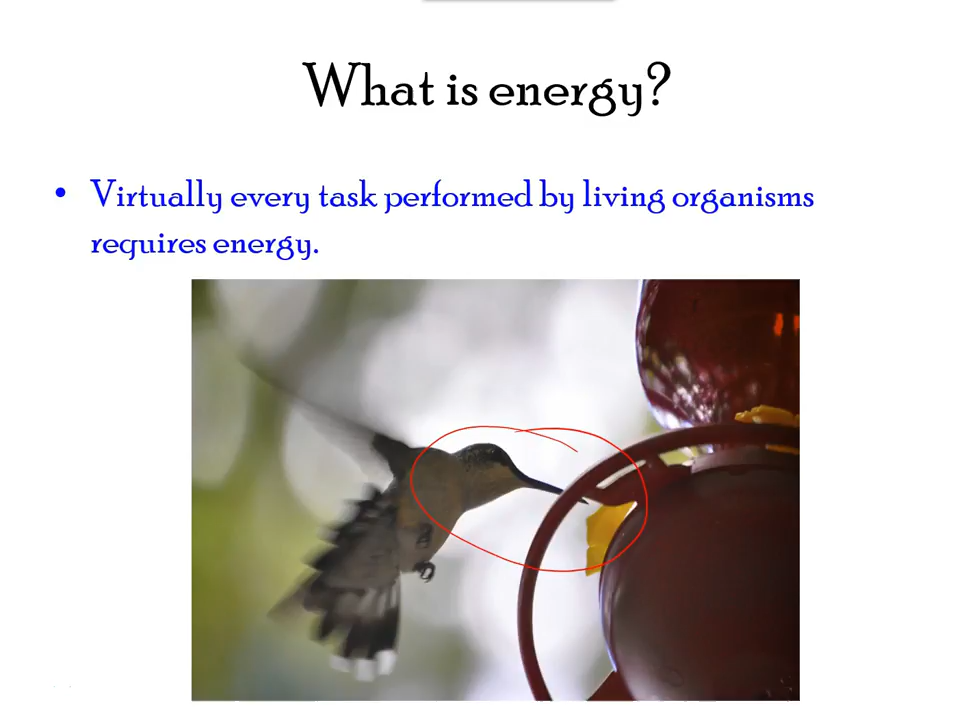 What is energy?
• Virtually every task performed by living organisms
requires energy.